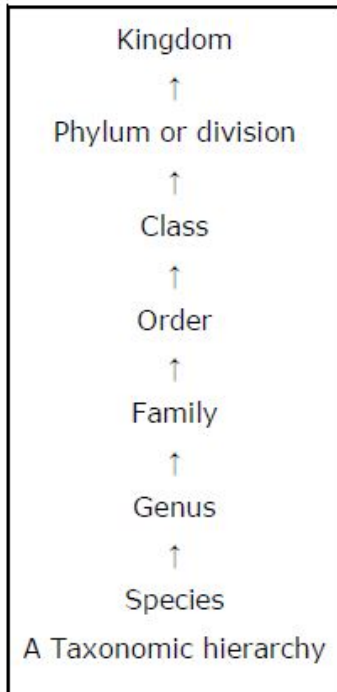 Kingdom
↑
Phylum or division
↑
Class
↑
Order
↑
Family
↑
Genus
↑
Species
A Taxonomic hierarchy